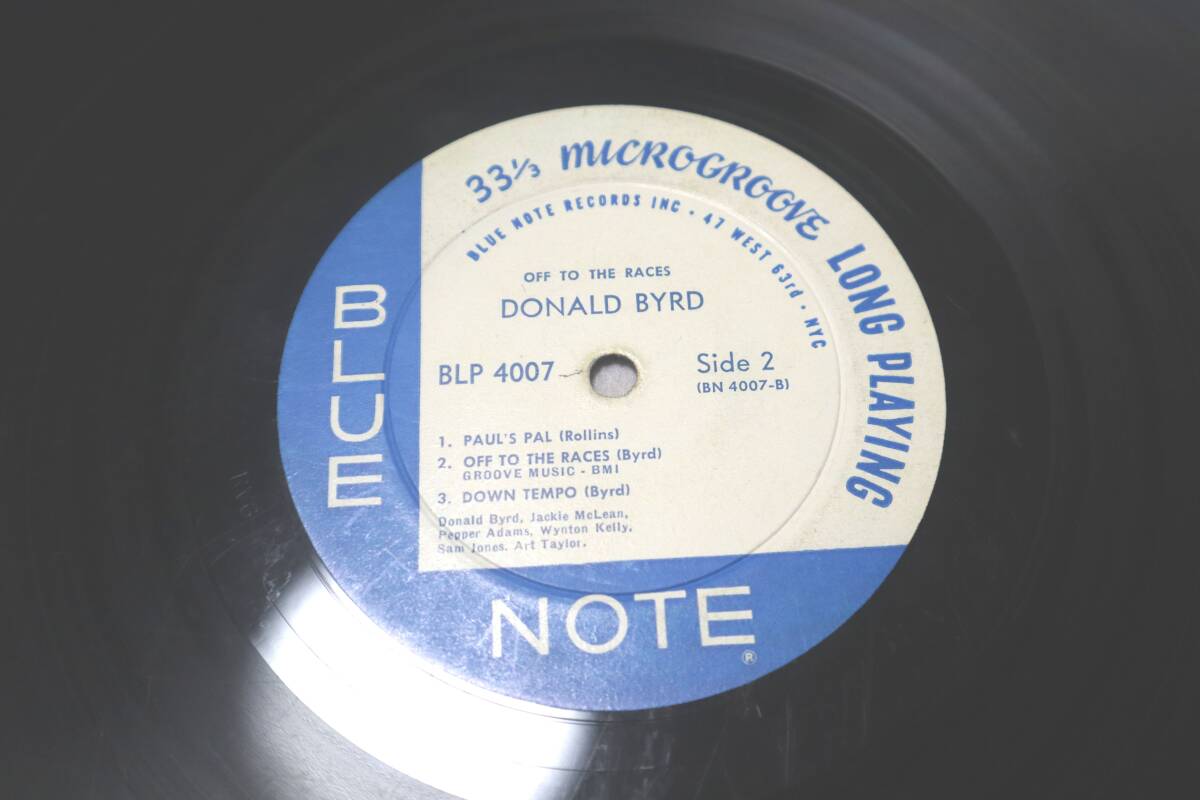 33⅓ MICROGROOVE LONG PLAYING
BLUE NOTE RECORDS INC • 47 WEST 63rd • NYC
OFF TO THE RACES
DONALD BYRD
BLP 4007
Side 2
(BN 4007-B)
1. PAUL'S PAL (Rollins)
2. OFF TO THE RACES (Byrd)
GROOVE MUSIC - BMI
3. DOWN TEMPO (Byrd)
Donald Byrd, Jackie McLean,
Pepper Adams, Wynton Kelly,
Sam Jones, Art Taylor.
BLUE
NOTE
®